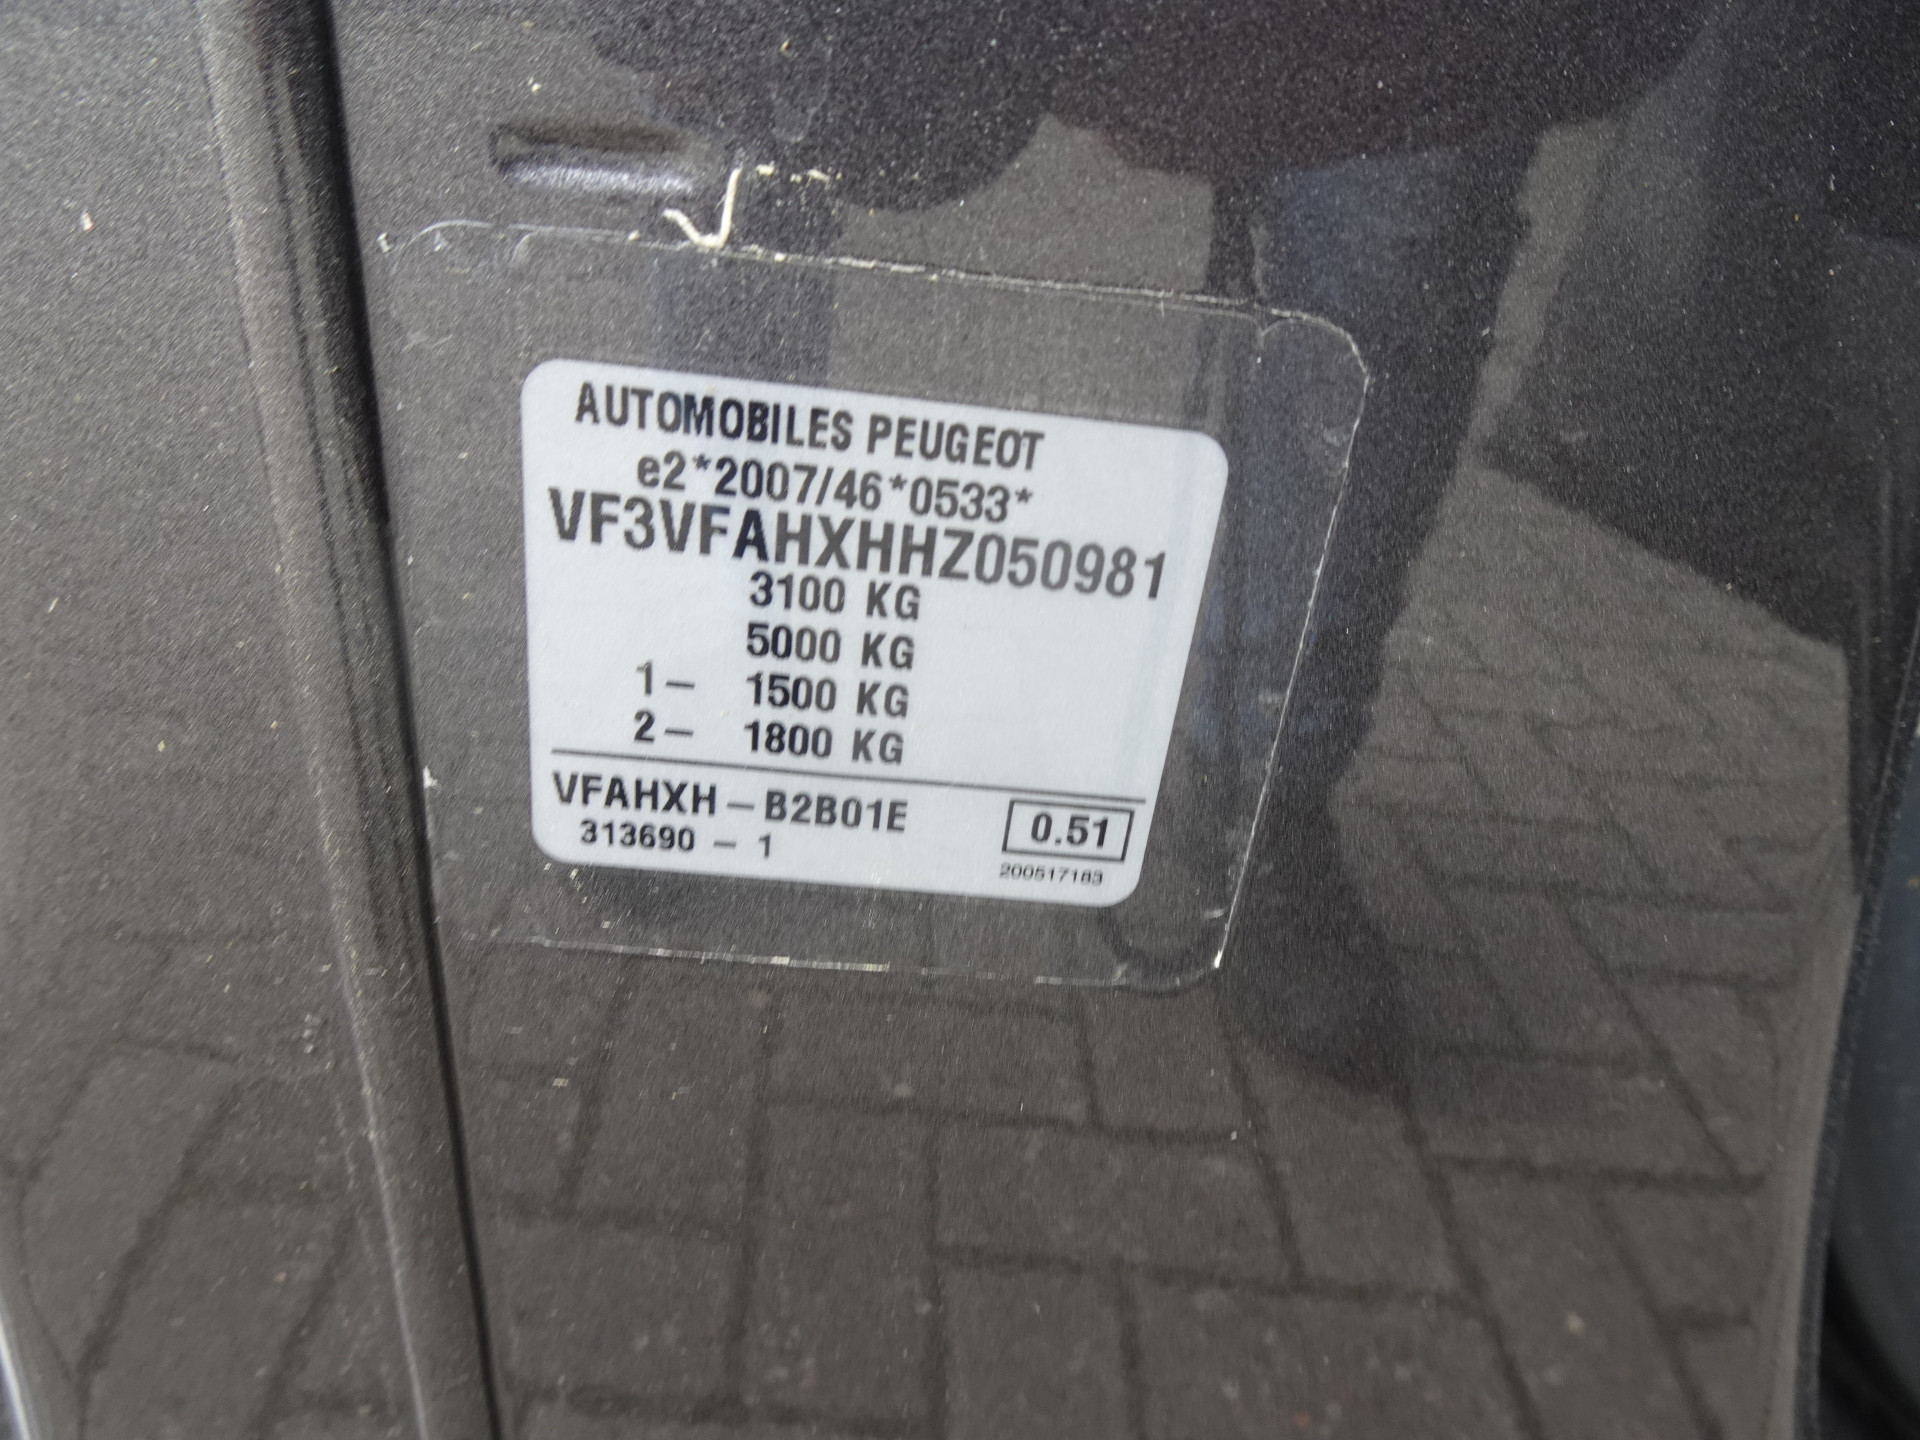 AUTOMOBILES PEUGEOT
e2*2007/46*0533*
VF3VFAHXHHZ050981
3100 KG
5000 KG
1- 1500 KG
2- 1800 KG
VFAHXH - B2B01E
313690 - 1
0.51
200517183